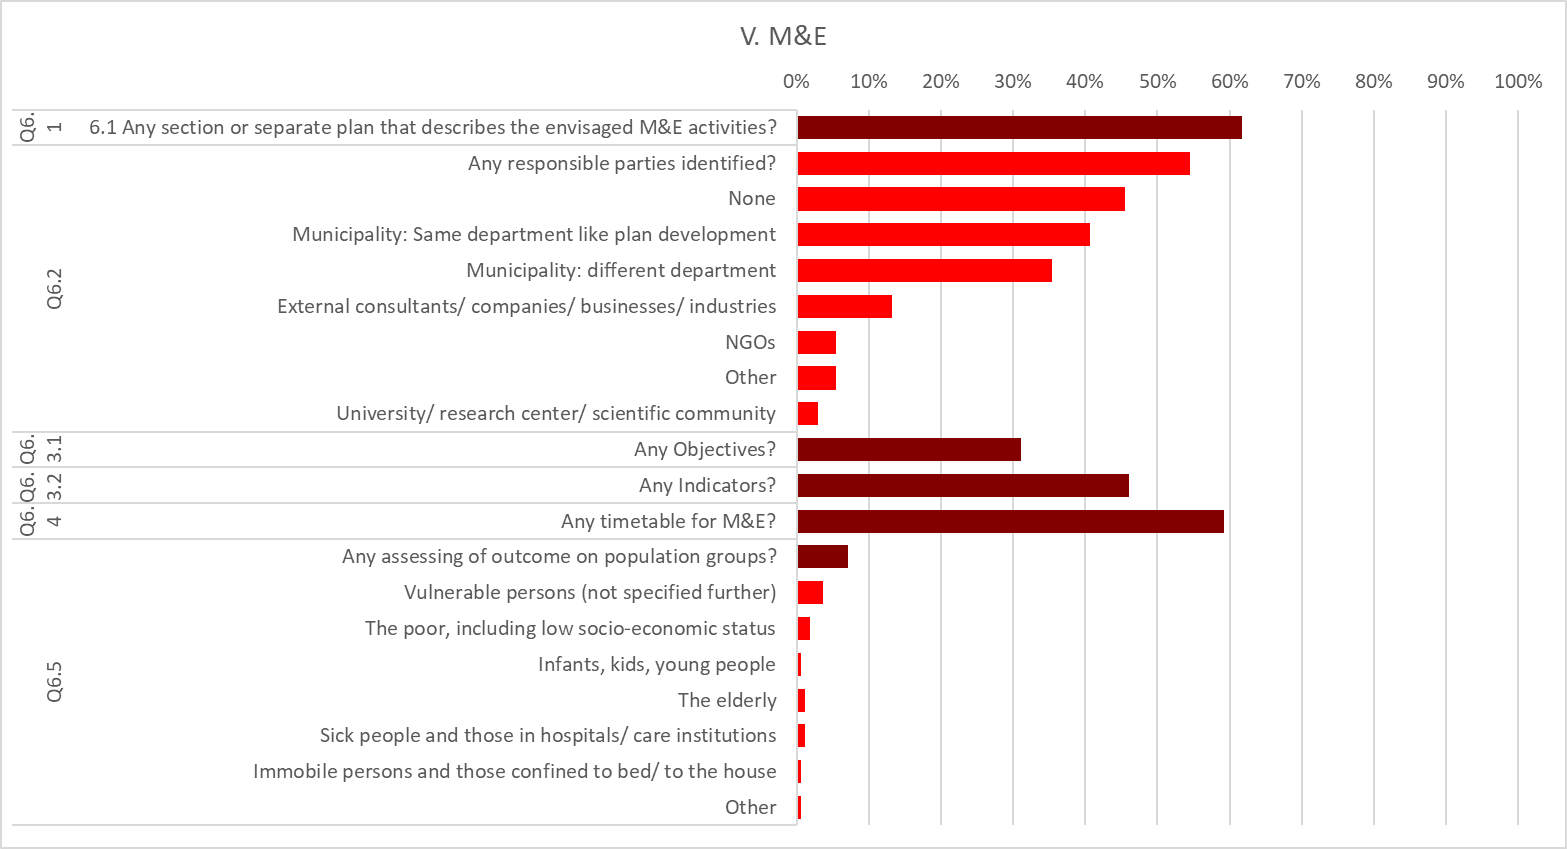 V. M&E
0% 10% 20% 30% 40% 50% 60% 70% 80% 90% 100%
Q6.
1
6.1 Any section or separate plan that describes the envisaged M&E activities?
Q6.2
Any responsible parties identified?
None
Municipality: Same department like plan development
Municipality: different department
External consultants/ companies/ businesses/ industries
NGOs
Other
University/ research center/ scientific community
Q6.
3.1
Any Objectives?
Q6.
3.2
Any Indicators?
Q6.
4
Any timetable for M&E?
Q6.5
Any assessing of outcome on population groups?
Vulnerable persons (not specified further)
The poor, including low socio-economic status
Infants, kids, young people
The elderly
Sick people and those in hospitals/ care institutions
Immobile persons and those confined to bed/ to the house
Other